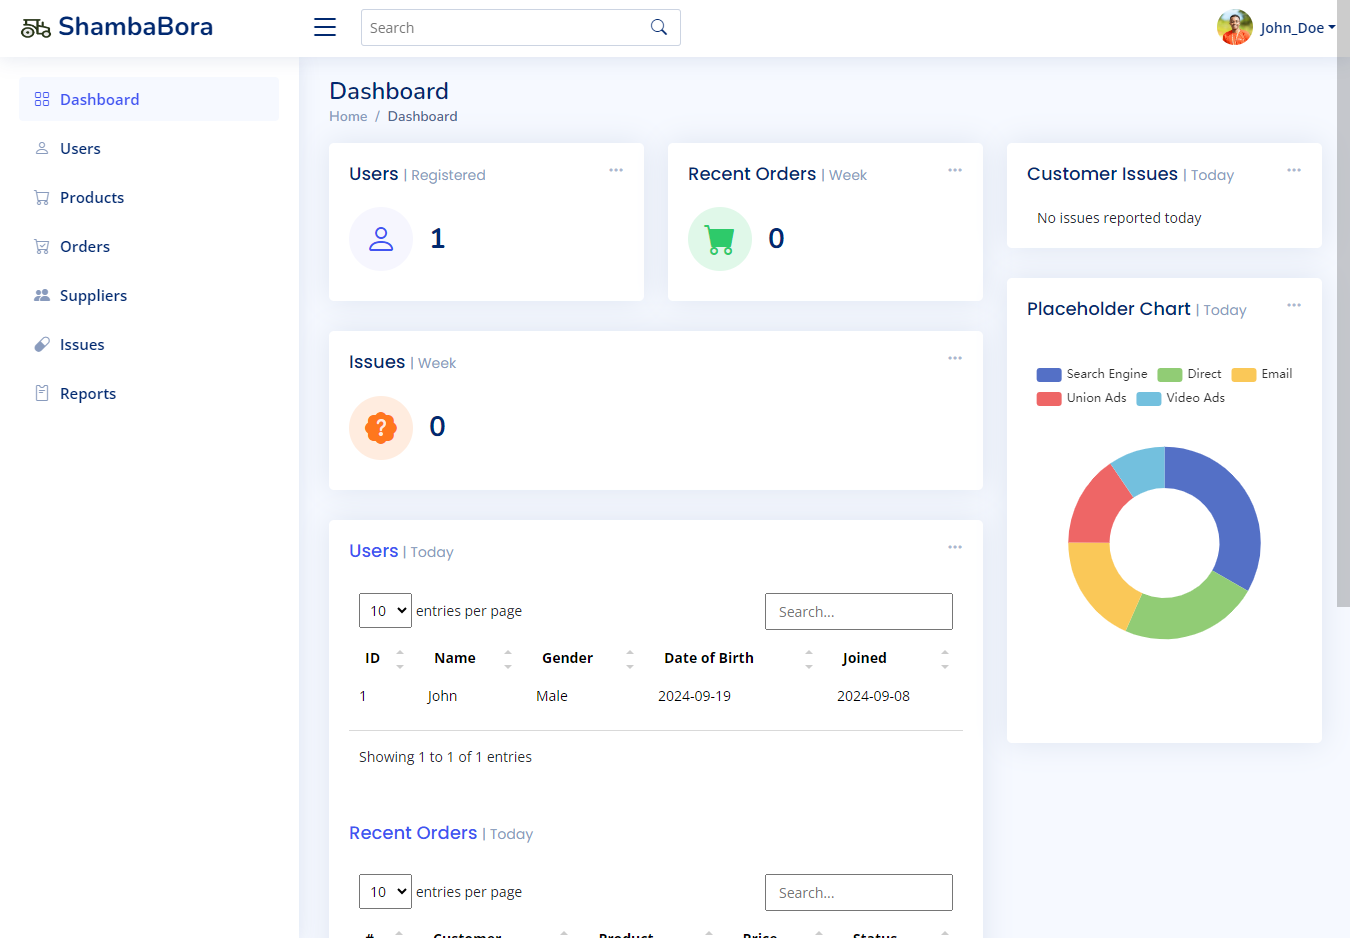 ShambaBora
Search
John_Doe
Dashboard
Users
Products
Orders
Suppliers
Issues
Reports
Dashboard
Home / Dashboard
Users | Registered
1
Recent Orders | Week
0
Issues | Week
?
0
Customer Issues | Today
No issues reported today
Placeholder Chart | Today
Search Engine Direct Email
Union Ads Video Ads
Users | Today
10 entries per page
Search...
ID Name Gender Date of Birth Joined
1 John Male 2024-09-19 2024-09-08
Showing 1 to 1 of 1 entries
Recent Orders | Today
10 entries per page
Search...
# Customer Product Price Status